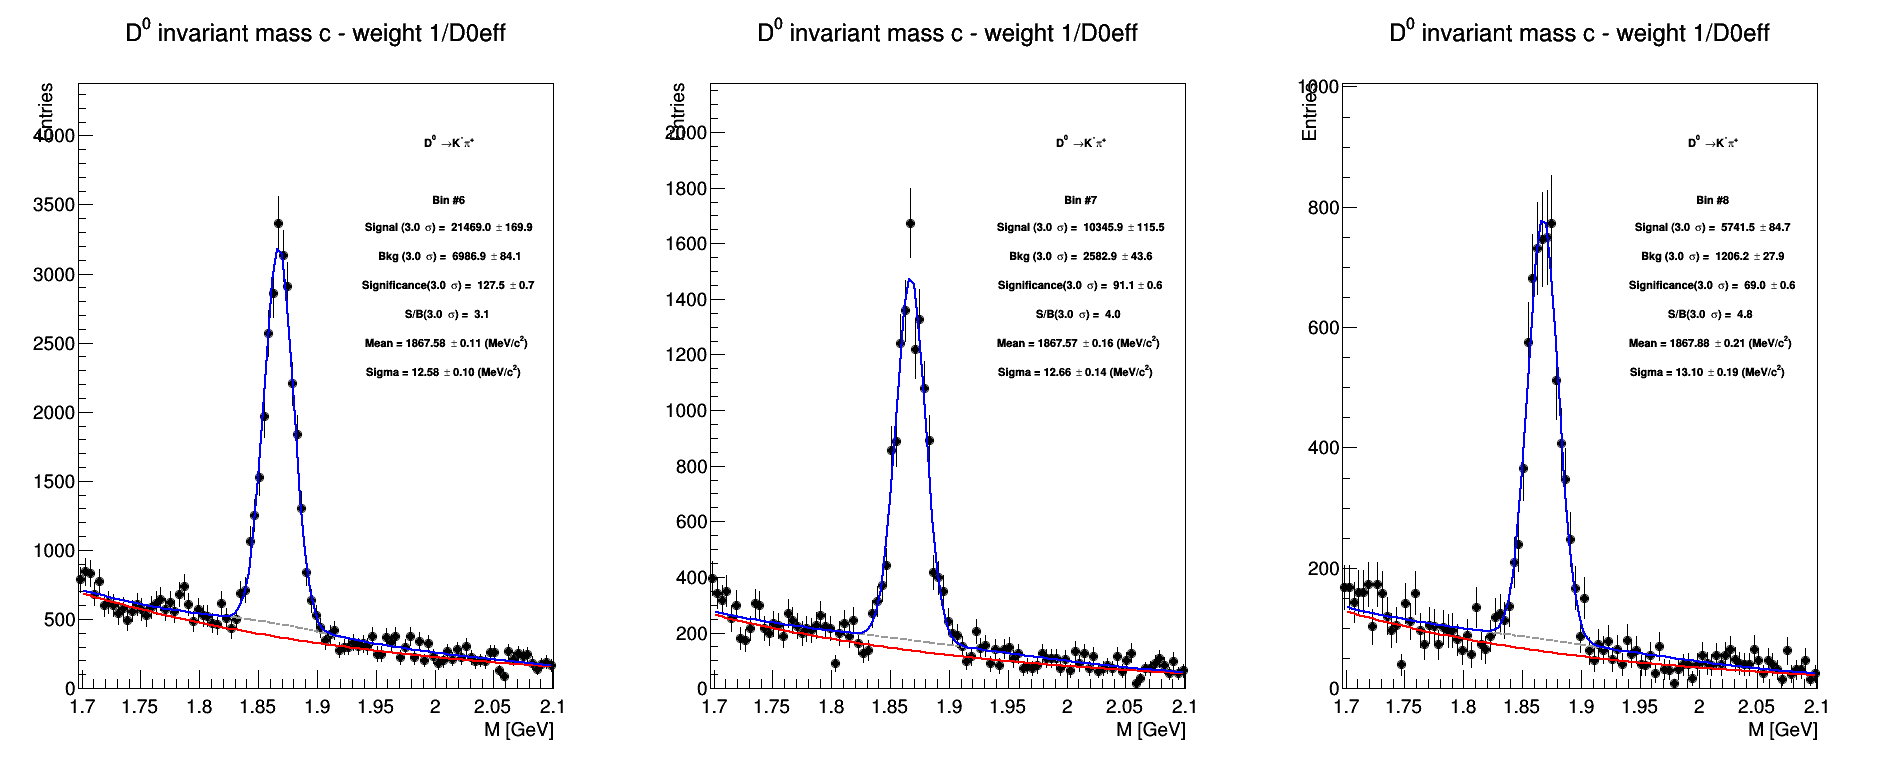 D⁰ invariant mass c - weight 1/D0eff
Entries
4000
3500
3000
2500
2000
1500
1000
500
0
1.7 1.75 1.8 1.85 1.9 1.95 2 2.05 2.1
M [GeV]
D⁰ →K⁻π⁺
Bin #6
Signal (3.0 σ) = 21469.0 ± 169.9
Bkg (3.0 σ) = 6986.9 ± 84.1
Significance(3.0 σ) = 127.5 ± 0.7
S/B(3.0 σ) = 3.1
Mean = 1867.58 ± 0.11 (MeV/c²)
Sigma = 12.58 ± 0.10 (MeV/c²)
D⁰ invariant mass c - weight 1/D0eff
Entries
2000
1800
1600
1400
1200
1000
800
600
400
200
0
1.7 1.75 1.8 1.85 1.9 1.95 2 2.05 2.1
M [GeV]
D⁰ →K⁻π⁺
Bin #7
Signal (3.0 σ) = 10345.9 ± 115.5
Bkg (3.0 σ) = 2582.9 ± 43.6
Significance(3.0 σ) = 91.1 ± 0.6
S/B(3.0 σ) = 4.0
Mean = 1867.57 ± 0.16 (MeV/c²)
Sigma = 12.66 ± 0.14 (MeV/c²)
D⁰ invariant mass c - weight 1/D0eff
Entries
1000
800
600
400
200
0
1.7 1.75 1.8 1.85 1.9 1.95 2 2.05 2.1
M [GeV]
D⁰ →K⁻π⁺
Bin #8
Signal (3.0 σ) = 5741.5 ± 84.7
Bkg (3.0 σ) = 1206.2 ± 27.9
Significance(3.0 σ) = 69.0 ± 0.6
S/B(3.0 σ) = 4.8
Mean = 1867.88 ± 0.21 (MeV/c²)
Sigma = 13.10 ± 0.19 (MeV/c²)